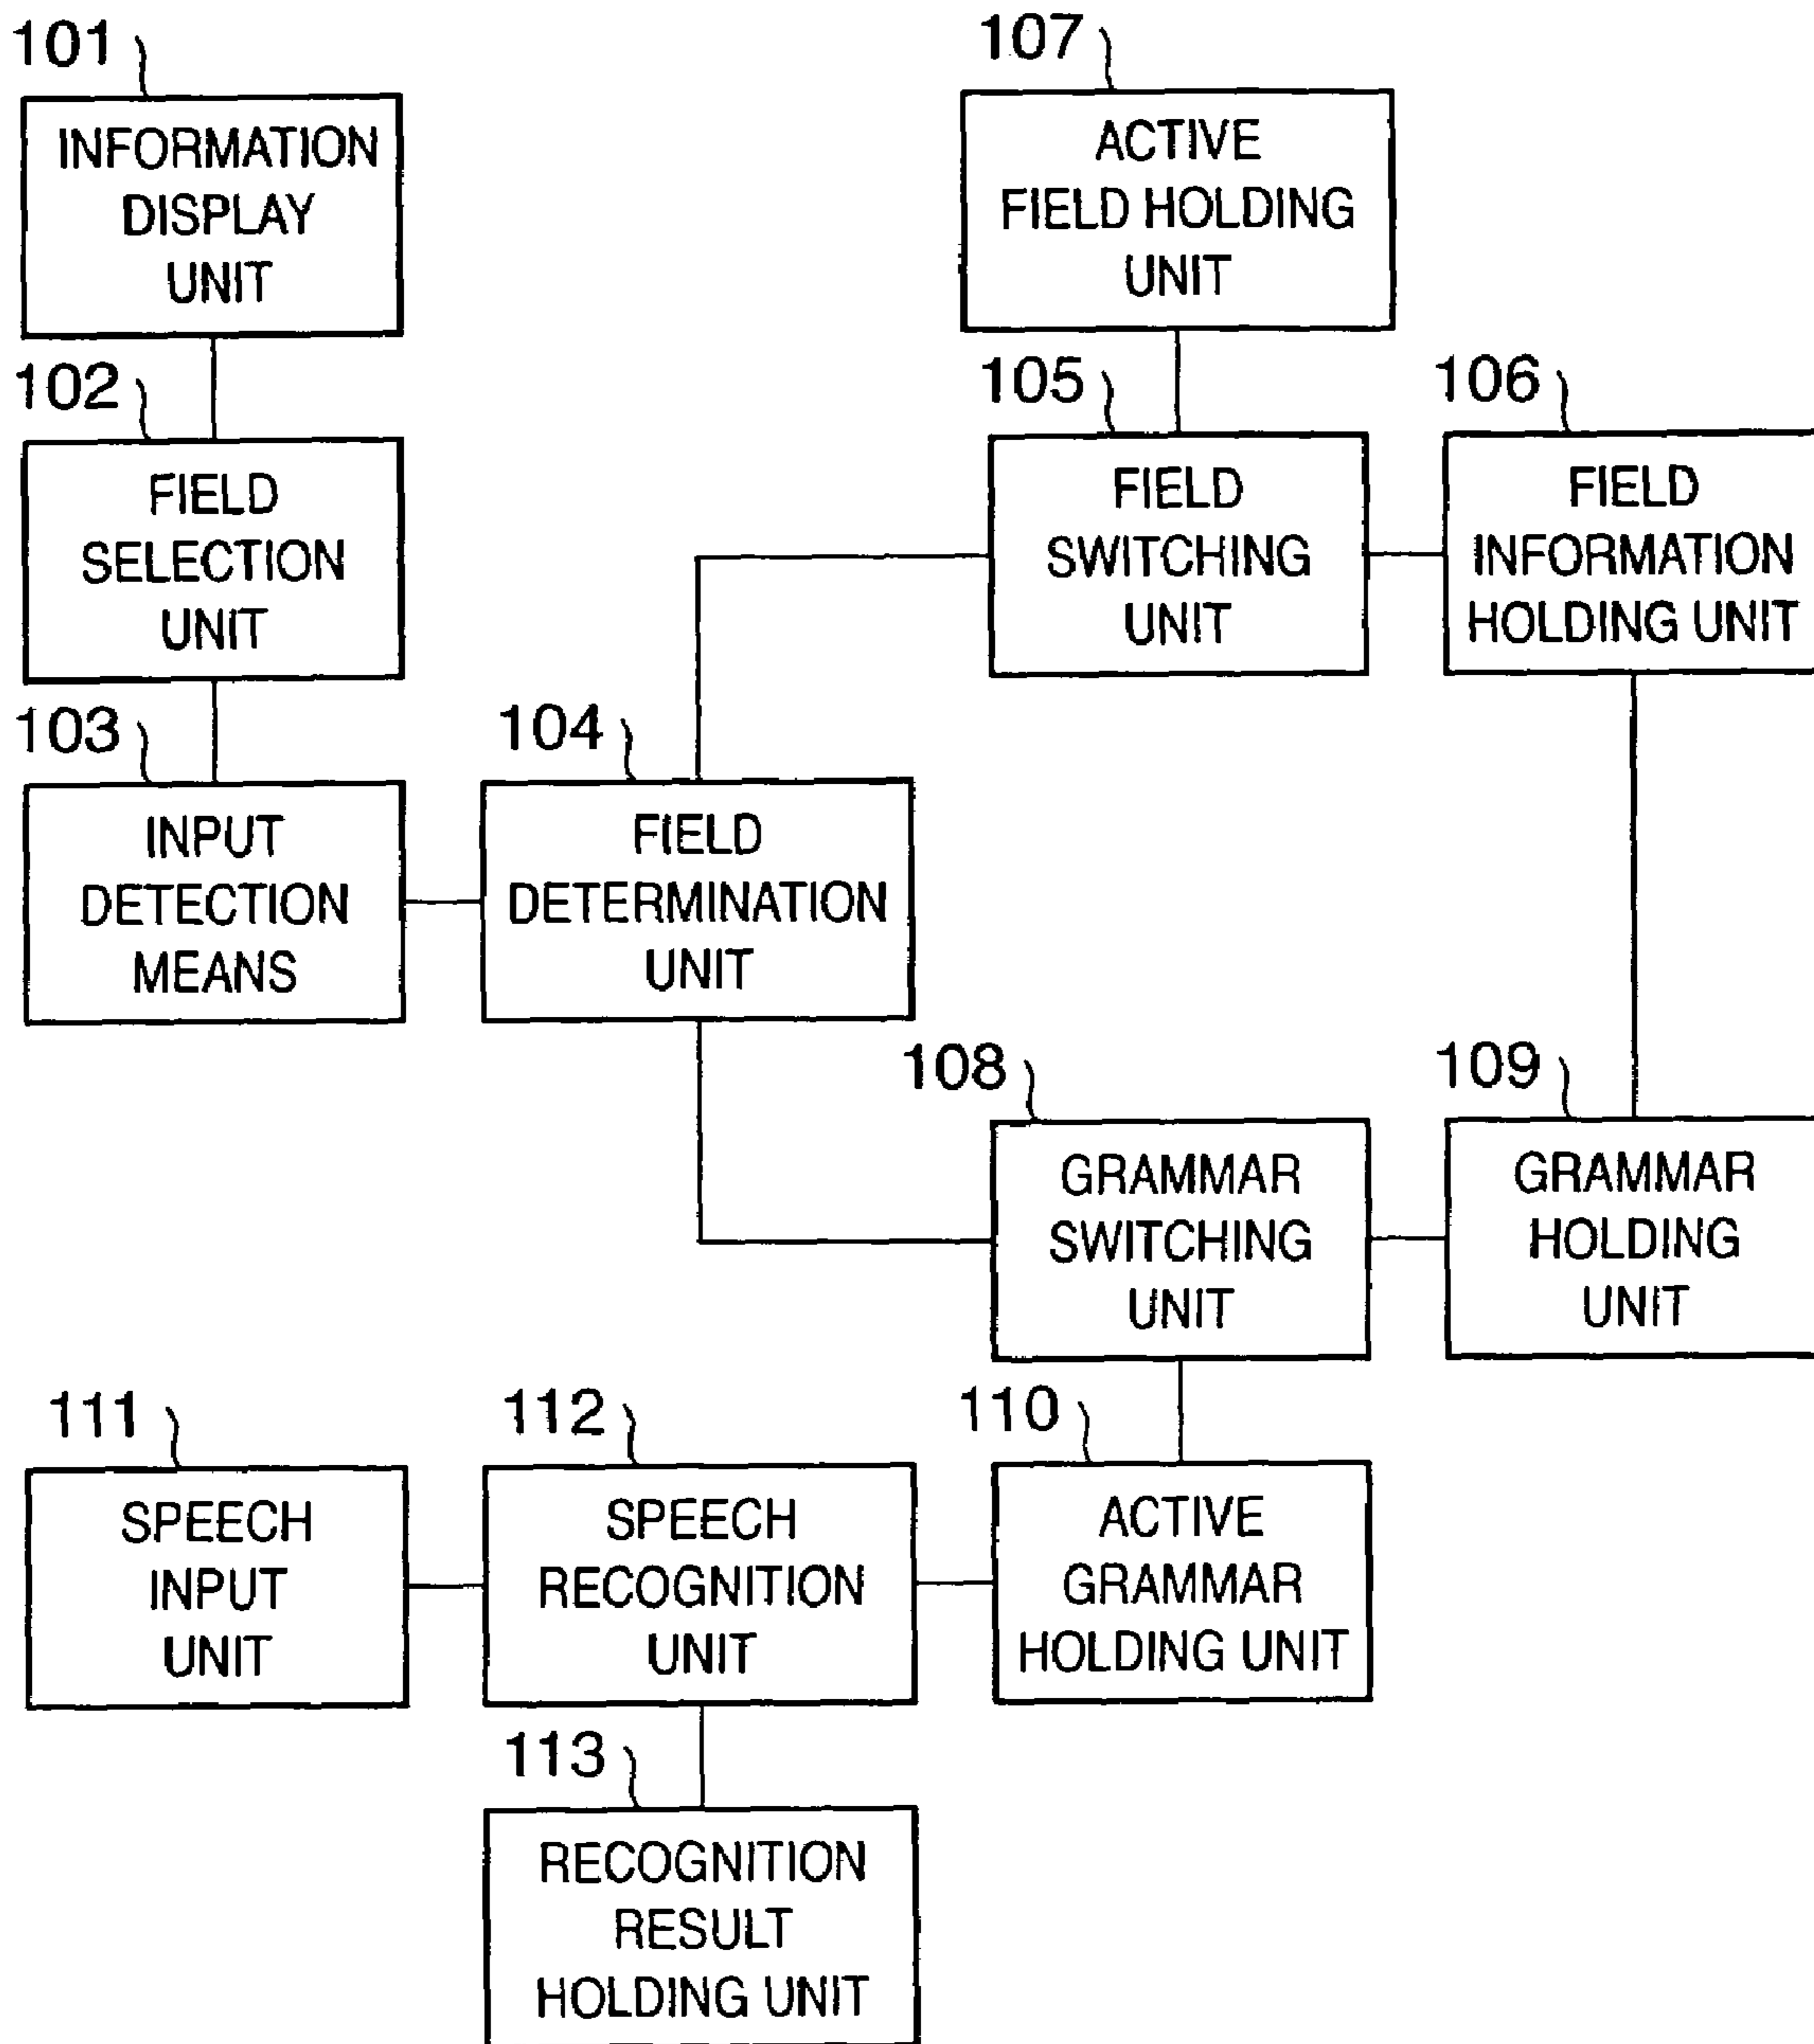 101
INFORMATION
DISPLAY
UNIT
107
ACTIVE
FIELD HOLDING
UNIT
102
FIELD
SELECTION
UNIT
105
FIELD
SWITCHING
UNIT
106
FIELD
INFORMATION
HOLDING UNIT
103
INPUT
DETECTION
MEANS
104
FIELD
DETERMINATION
UNIT
108
GRAMMAR
SWITCHING
UNIT
109
GRAMMAR
HOLDING
UNIT
111
SPEECH
INPUT
UNIT
112
SPEECH
RECOGNITION
UNIT
110
ACTIVE
GRAMMAR
HOLDING UNIT
113
RECOGNITION
RESULT
HOLDING UNIT